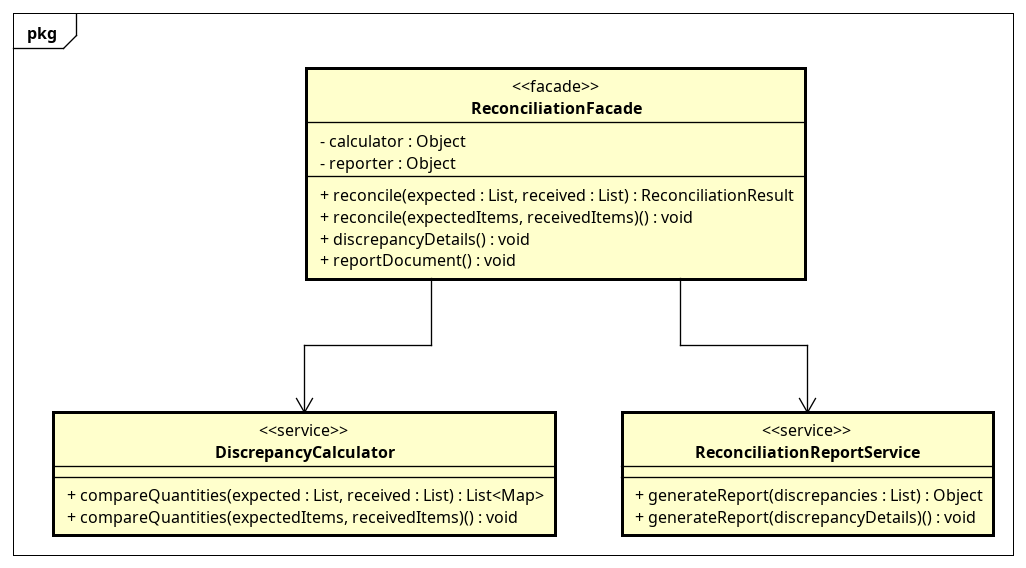 pkg
<<facade>>
ReconciliationFacade
- calculator : Object
- reporter : Object
+ reconcile(expected : List, received : List) : ReconciliationResult
+ reconcile(expectedItems, receivedItems)() : void
+ discrepancyDetails() : void
+ reportDocument() : void
<<service>>
DiscrepancyCalculator
+ compareQuantities(expected : List, received : List) : List<Map>
+ compareQuantities(expectedItems, receivedItems)() : void
<<service>>
ReconciliationReportService
+ generateReport(discrepancies : List) : Object
+ generateReport(discrepancyDetails)() : void